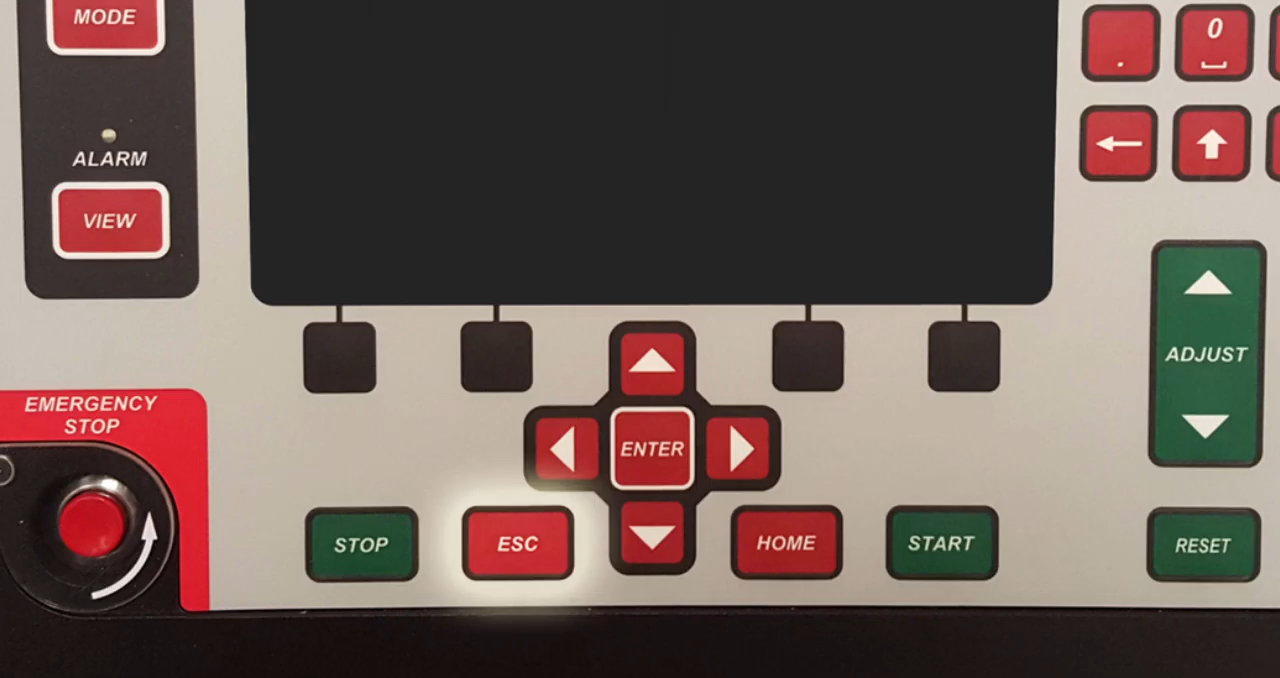 MODE
0
.
ALARM
VIEW
ADJUST
EMERGENCY
STOP
ENTER
STOP
ESC
HOME
START
RESET